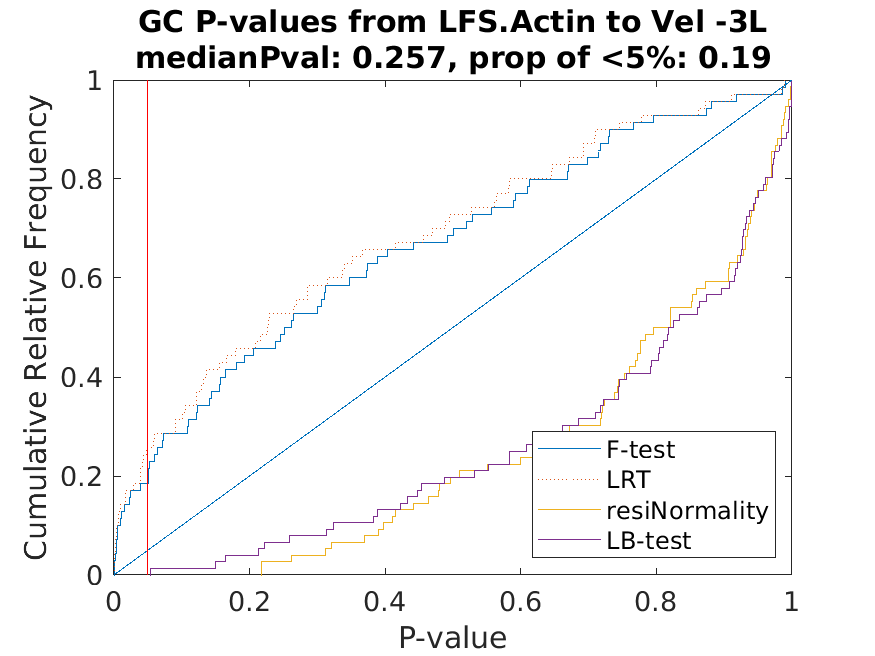 GC P-values from LFS.Actin to Vel -3L
medianPval: 0.257, prop of <5%: 0.19
1
0.8
0.6
0.4
0.2
0
Cumulative Relative Frequency
F-test
LRT
resiNormality
LB-test
0 0.2 0.4 0.6 0.8 1
P-value